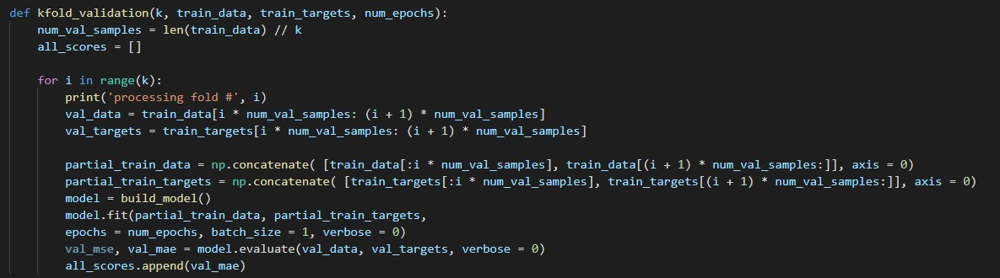 def kfold_validation(k, train_data, train_targets, num_epochs):
    num_val_samples = len(train_data) // k
    all_scores = []

    for i in range(k):
        print('processing fold #', i)
        val_data = train_data[i * num_val_samples: (i + 1) * num_val_samples]
        val_targets = train_targets[i * num_val_samples: (i + 1) * num_val_samples]

        partial_train_data = np.concatenate( [train_data[:i * num_val_samples], train_data[(i + 1) * num_val_samples:]], axis = 0)
        partial_train_targets = np.concatenate( [train_targets[:i * num_val_samples], train_targets[(i + 1) * num_val_samples:]], axis = 0)
        model = build_model()
        model.fit(partial_train_data, partial_train_targets,
        epochs = num_epochs, batch_size = 1, verbose = 0)
        val_mse, val_mae = model.evaluate(val_data, val_targets, verbose = 0)
        all_scores.append(val_mae)